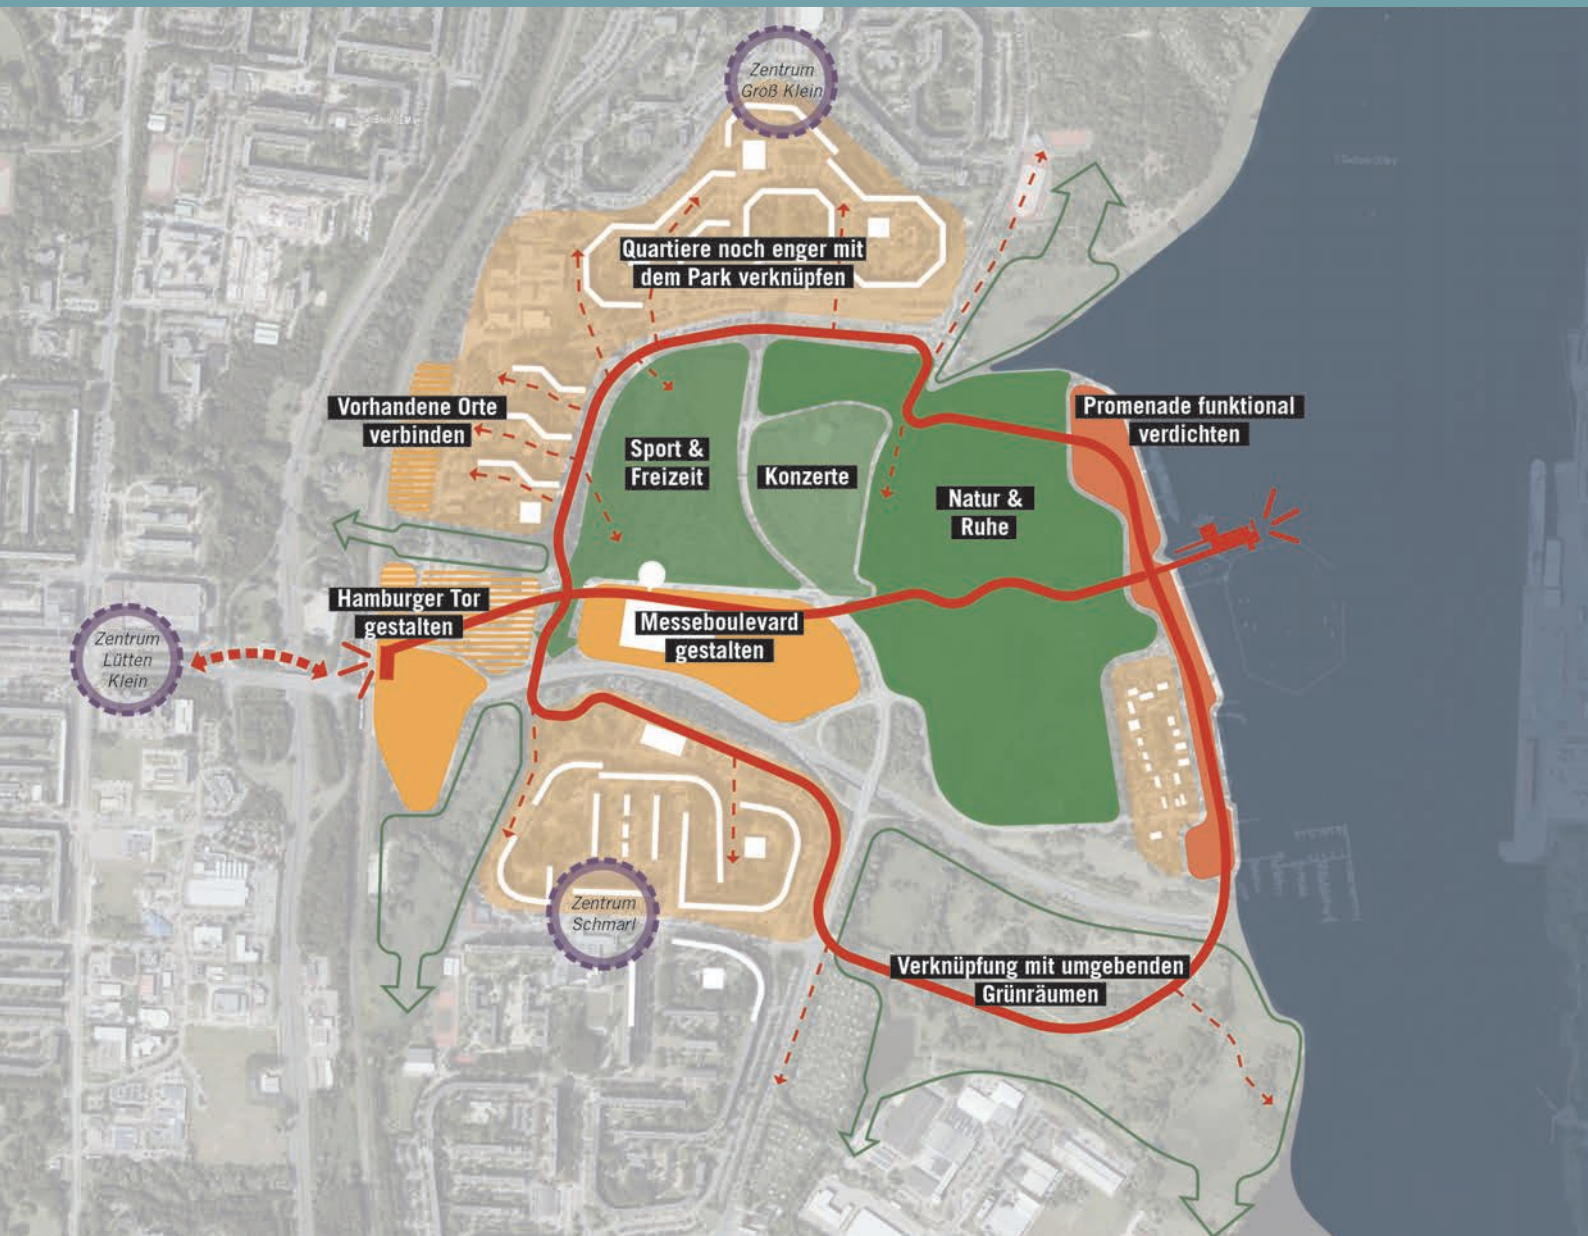 Zentrum
Groß Klein
Quartiere noch enger mit
dem Park verknüpfen
Vorhandene Orte
verbinden
Promenade funktional
verdichten
Sport &
Freizeit
Konzerte
Natur &
Ruhe
Hamburger Tor
gestalten
Messeboulevard
gestalten
Zentrum
Lütten
Klein
Zentrum
Schmarl
Verknüpfung mit umgebenden
Grünräumen